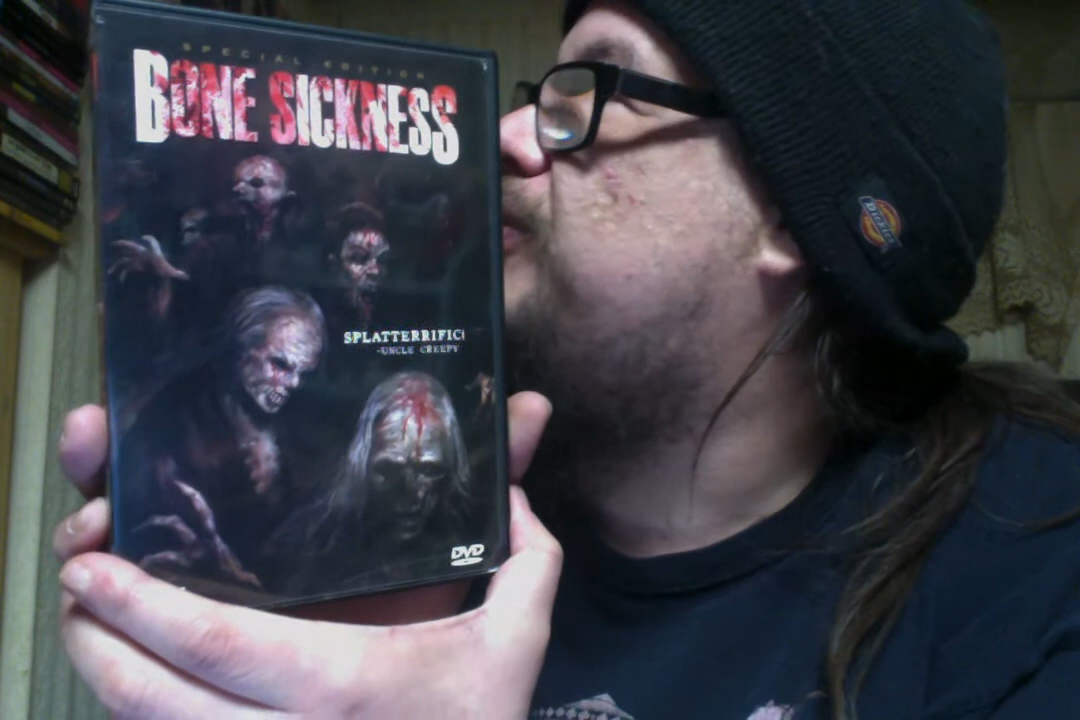 SPECIAL EDITION
BONE SICKNESS
SPLATTERRIFIC!
-UNCLE CREEPY
DVD
Dickies